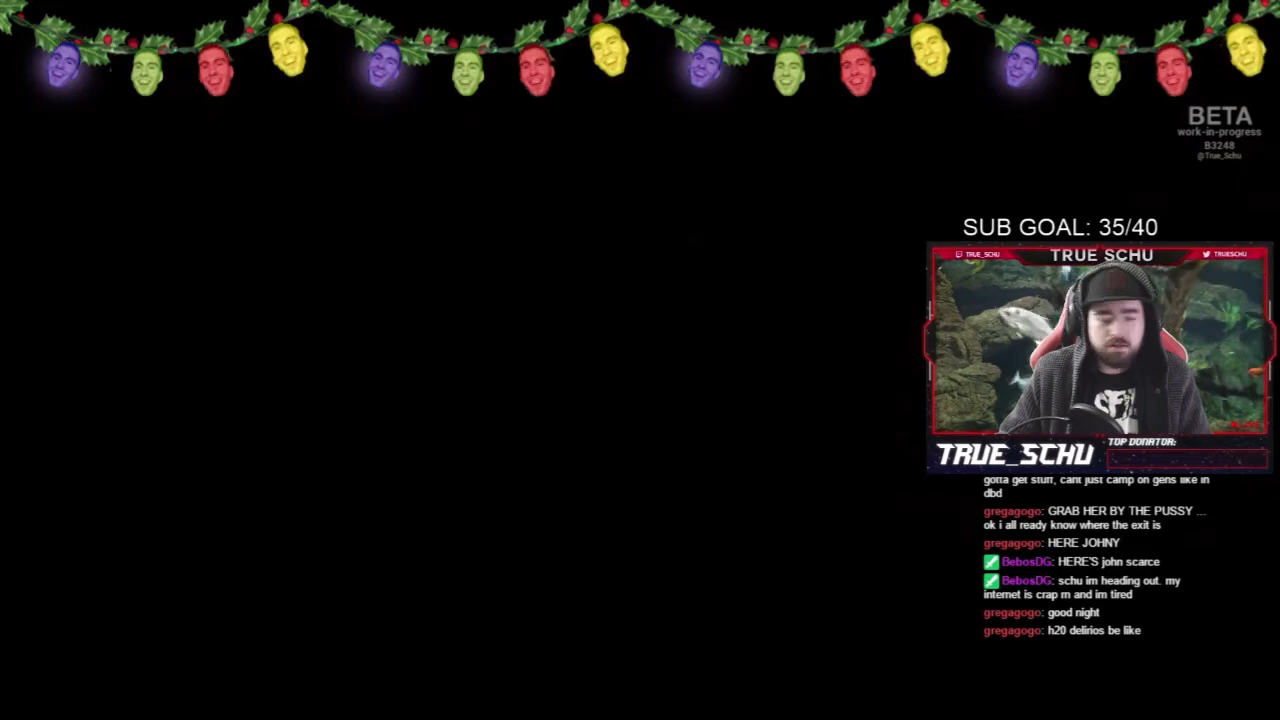 BETA
work-in-progress
B3248
@True_Schu
SUB GOAL: 35/40
TRUE_SCHU
TRUE SCHU
TRUESCHU
TRUE_SCHU
TOP DONATOR:
gotta get stuff, cant just camp on gens like in
dbd
gregagogo: GRAB HER BY THE PUSSY ...
ok i all ready know where the exit is
gregagogo: HERE JOHNY
BebosDG: HERE'S john scarce
BebosDG: schu im heading out. my
internet is crap m and im tired
gregagogo: good night
gregagogo: h20 delirios be like